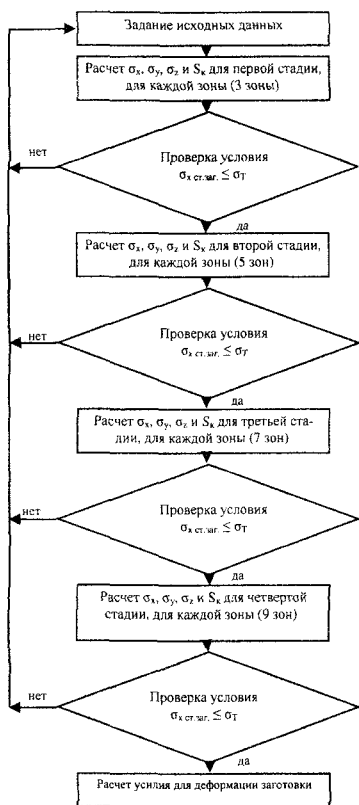 Задание исходных данных
Расчет σx, σy, σz и Sк для первой стадии,
для каждой зоны (3 зоны)
нет
Проверка условия
σx ст.заг. ≤ σT
да
Расчет σx, σy, σz и Sк для второй стадии,
для каждой зоны (5 зон)
нет
Проверка условия
σx ст.заг. ≤ σT
да
Расчет σx, σy, σz и Sк для третьей ста-
дии, для каждой зоны (7 зон)
нет
Проверка условия
σx ст.заг. ≤ σT
да
Расчет σx, σy, σz и Sк для четвертой
стадии, для каждой зоны (9 зон)
нет
Проверка условия
σx ст.заг. ≤ σT
да
Расчет усилия для деформации заготовки